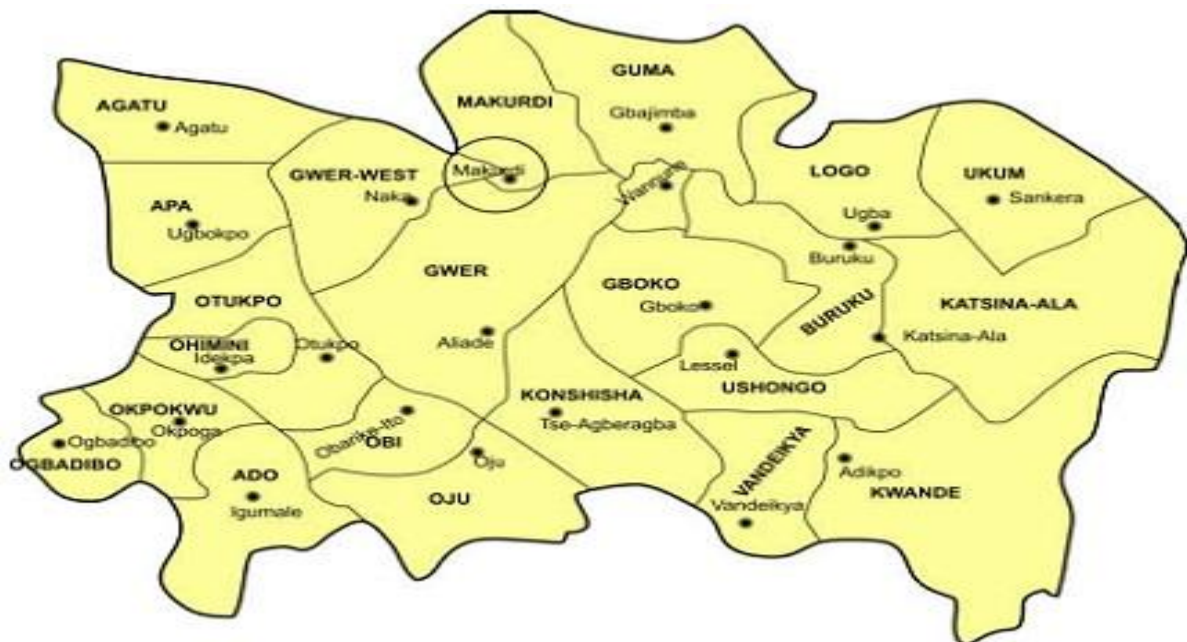 GUMA
AGATU
MAKURDI
Gbajimba
Agatu
GWER-WEST
Makurdi
Wannune
LOGO
UKUM
Naka
Sankera
APA
Ugbokpo
Ugba
Buruku
GWER
GBOKO
OTUKPO
Gboko
BURUKU
KATSINA-ALA
OHIMINI
Idekpa
Otukpo
Aliade
Katsina-Ala
Lessel
USHONGO
OKPOKWU
Okpoga
KONSHISHA
Tse-Agberagba
Obarike-Ito
OBI
Ogbadibo
OGBADIBO
Oju
ADO
Igumale
OJU
VANDEIKYA
Vandeikya
Adikpo
KWANDE